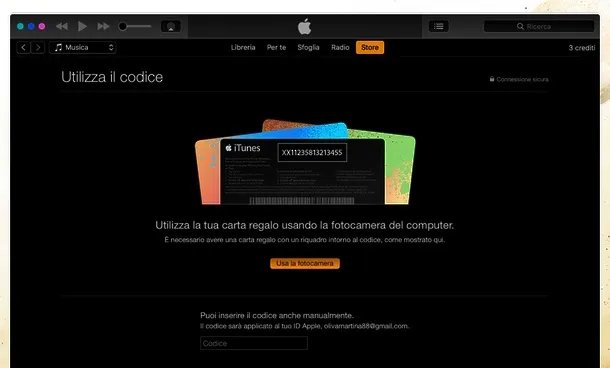 Ricerca
Musica
Libreria Per te Sfoglia Radio Store
3 crediti
Utilizza il codice
Connessione sicura
iTunes
XX11235813213455
Utilizza la tua carta regalo usando la fotocamera del computer.
È necessario avere una carta regalo con un riquadro intorno al codice, come mostrato qui.
Usa la fotocamera
Puoi inserire il codice anche manualmente.
Il codice sarà applicato al tuo ID Apple, olivamartina88@gmail.com.
Codice